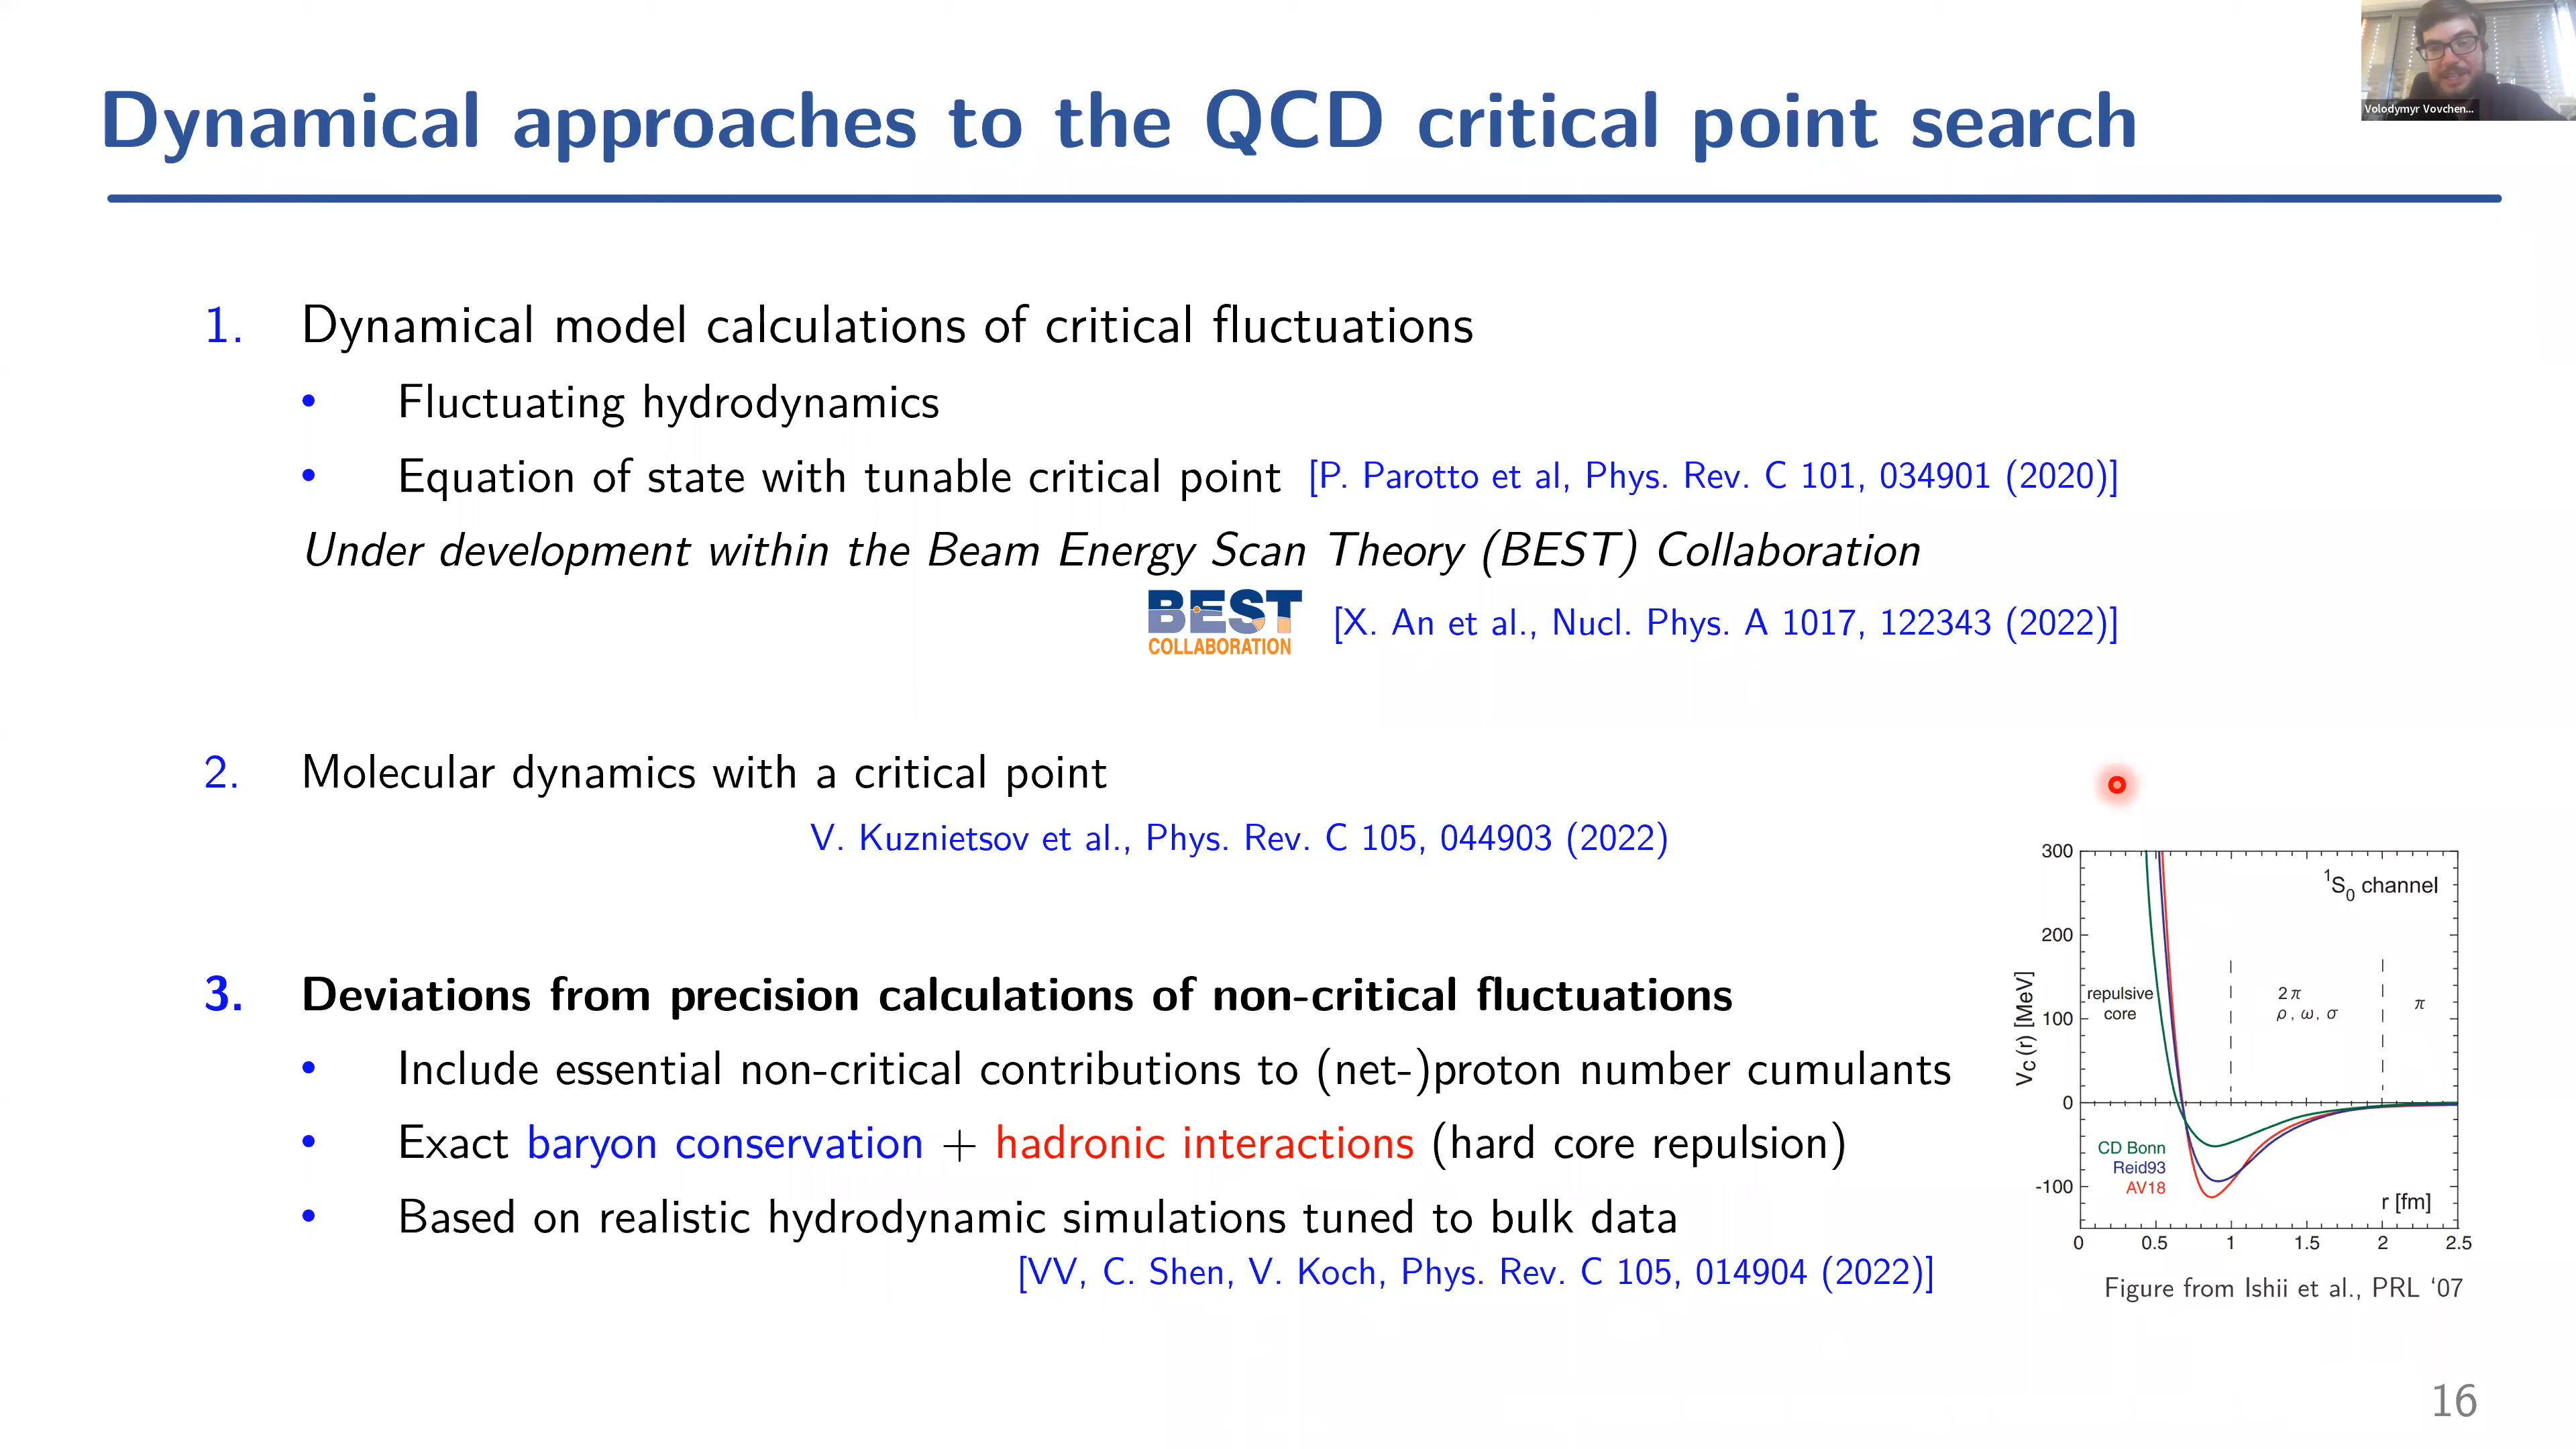 Dynamical approaches to the QCD critical point search
Volodymyr Vovchen...
1. Dynamical model calculations of critical fluctuations
• Fluctuating hydrodynamics
• Equation of state with tunable critical point [P. Parotto et al, Phys. Rev. C 101, 034901 (2020)]
Under development within the Beam Energy Scan Theory (BEST) Collaboration
BEST
COLLABORATION
[X. An et al., Nucl. Phys. A 1017, 122343 (2022)]
2. Molecular dynamics with a critical point
V. Kuznietsov et al., Phys. Rev. C 105, 044903 (2022)
3. Deviations from precision calculations of non-critical fluctuations
• Include essential non-critical contributions to (net-)proton number cumulants
• Exact baryon conservation + hadronic interactions (hard core repulsion)
• Based on realistic hydrodynamic simulations tuned to bulk data
[VV, C. Shen, V. Koch, Phys. Rev. C 105, 014904 (2022)]
300
200
100
0
-100
Vc (r) [MeV]
¹S₀ channel
repulsive
core
2π
ρ, ω, σ
π
CD Bonn
Reid93
AV18
r [fm]
0 0.5 1 1.5 2 2.5
Figure from Ishii et al., PRL ‘07
16